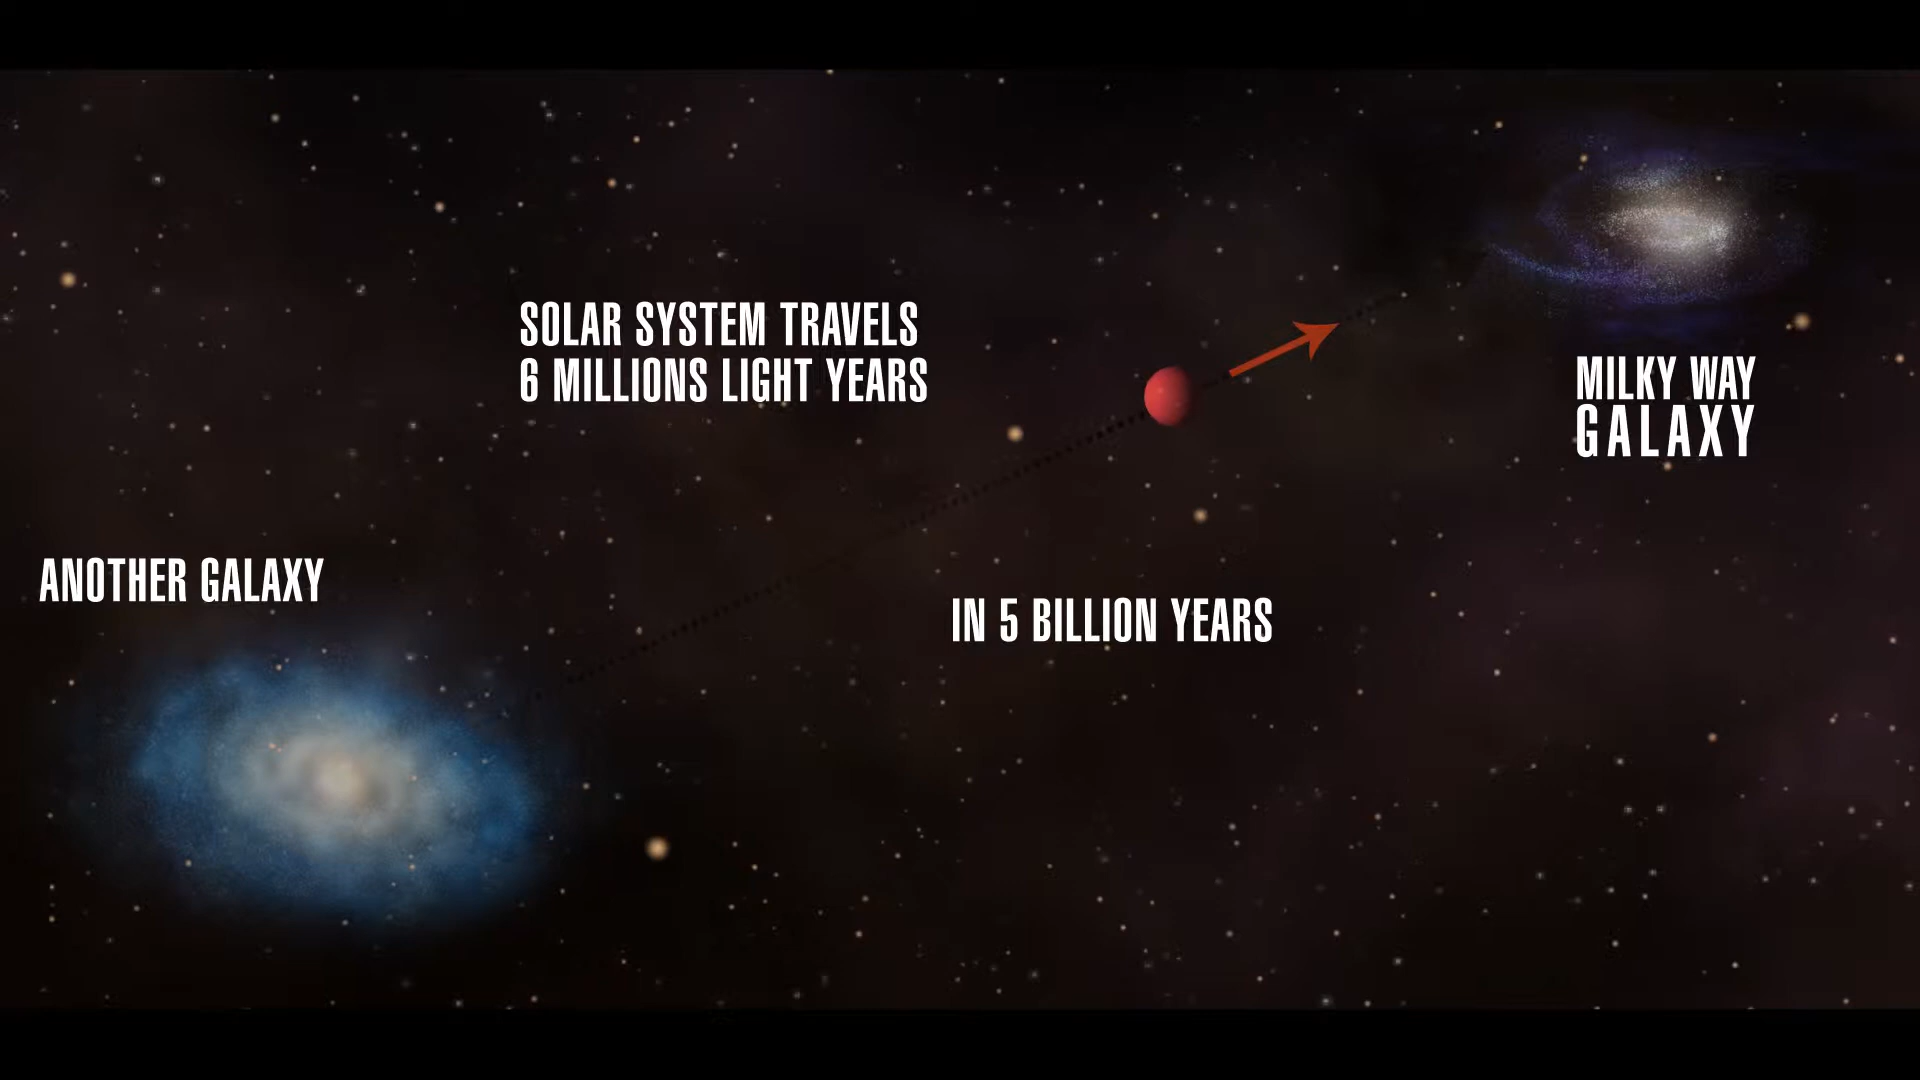 SOLAR SYSTEM TRAVELS
6 MILLIONS LIGHT YEARS
MILKY WAY
GALAXY
ANOTHER GALAXY
IN 5 BILLION YEARS